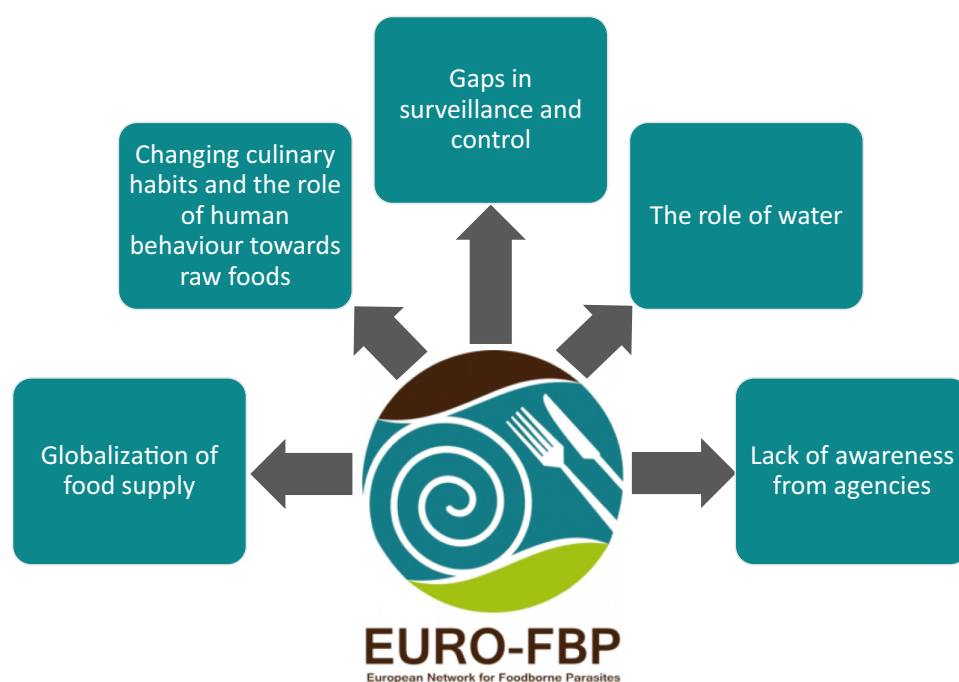 Gaps in
surveillance and
control
Changing culinary
habits and the role
of human
behaviour towards
raw foods
The role of water
Globalization of
food supply
Lack of awareness
from agencies
EURO-FBP
European Network for Foodborne Parasites